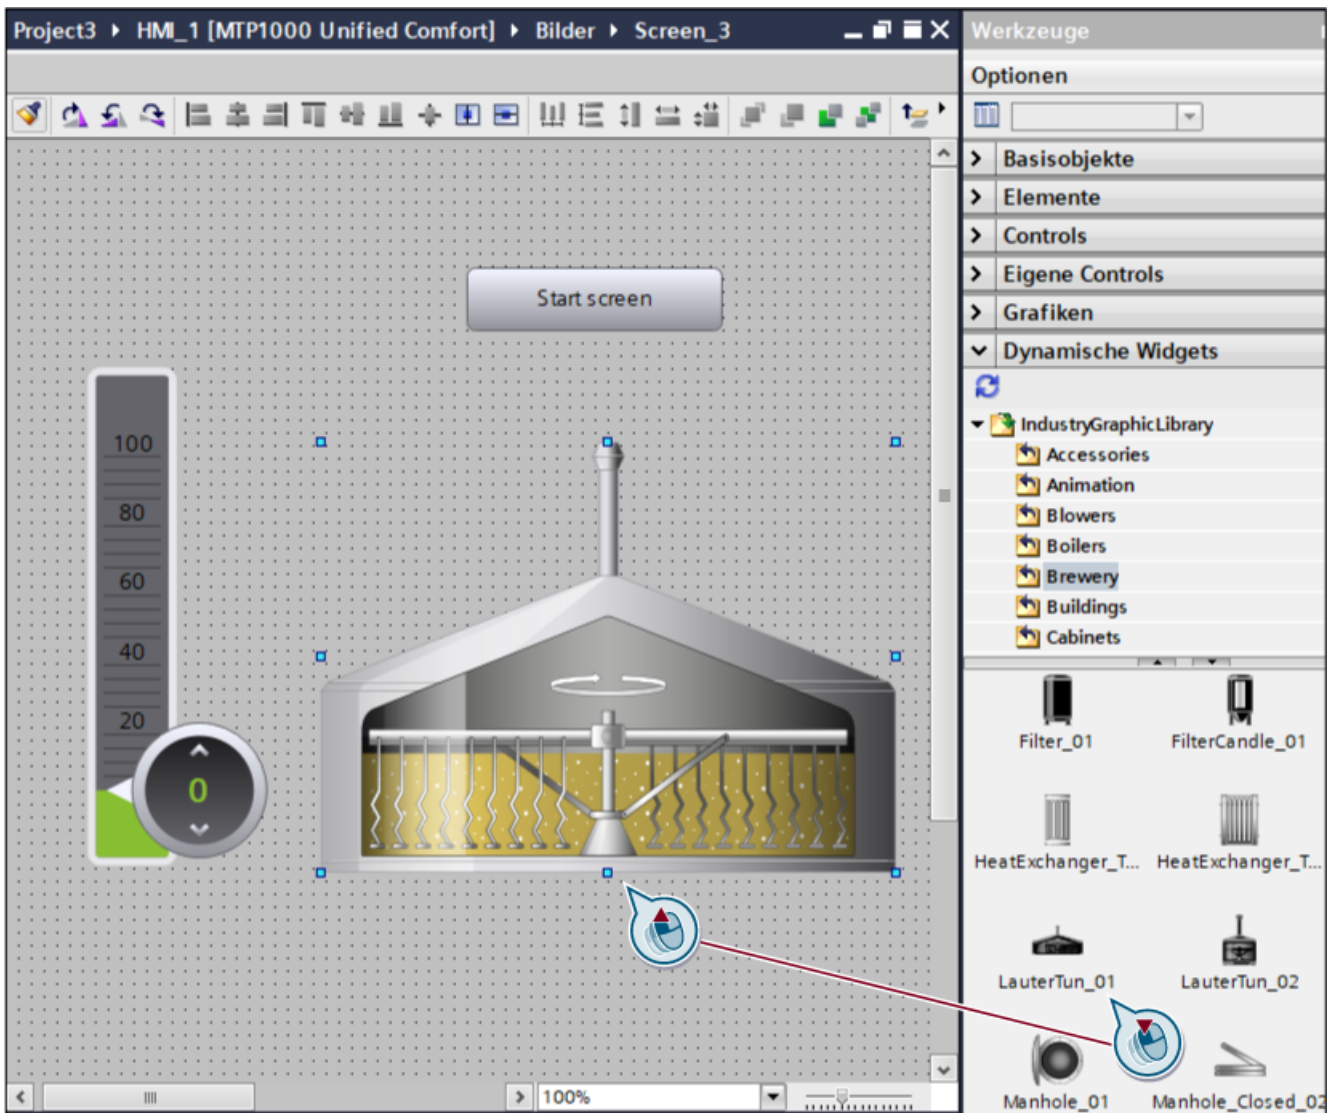 Project3 ▸ HMI_1 [MTP1000 Unified Comfort] ▸ Bilder ▸ Screen_3
Werkzeuge
Optionen
Basisobjekte
Elemente
Controls
Eigene Controls
Grafiken
Dynamische Widgets
IndustryGraphicLibrary
Accessories
Animation
Blowers
Boilers
Brewery
Buildings
Cabinets
Filter_01
FilterCandle_01
HeatExchanger_T...
HeatExchanger_T...
LauterTun_01
LauterTun_02
Manhole_01
Manhole_Closed_02
Start screen
100
80
60
40
20
0
100%